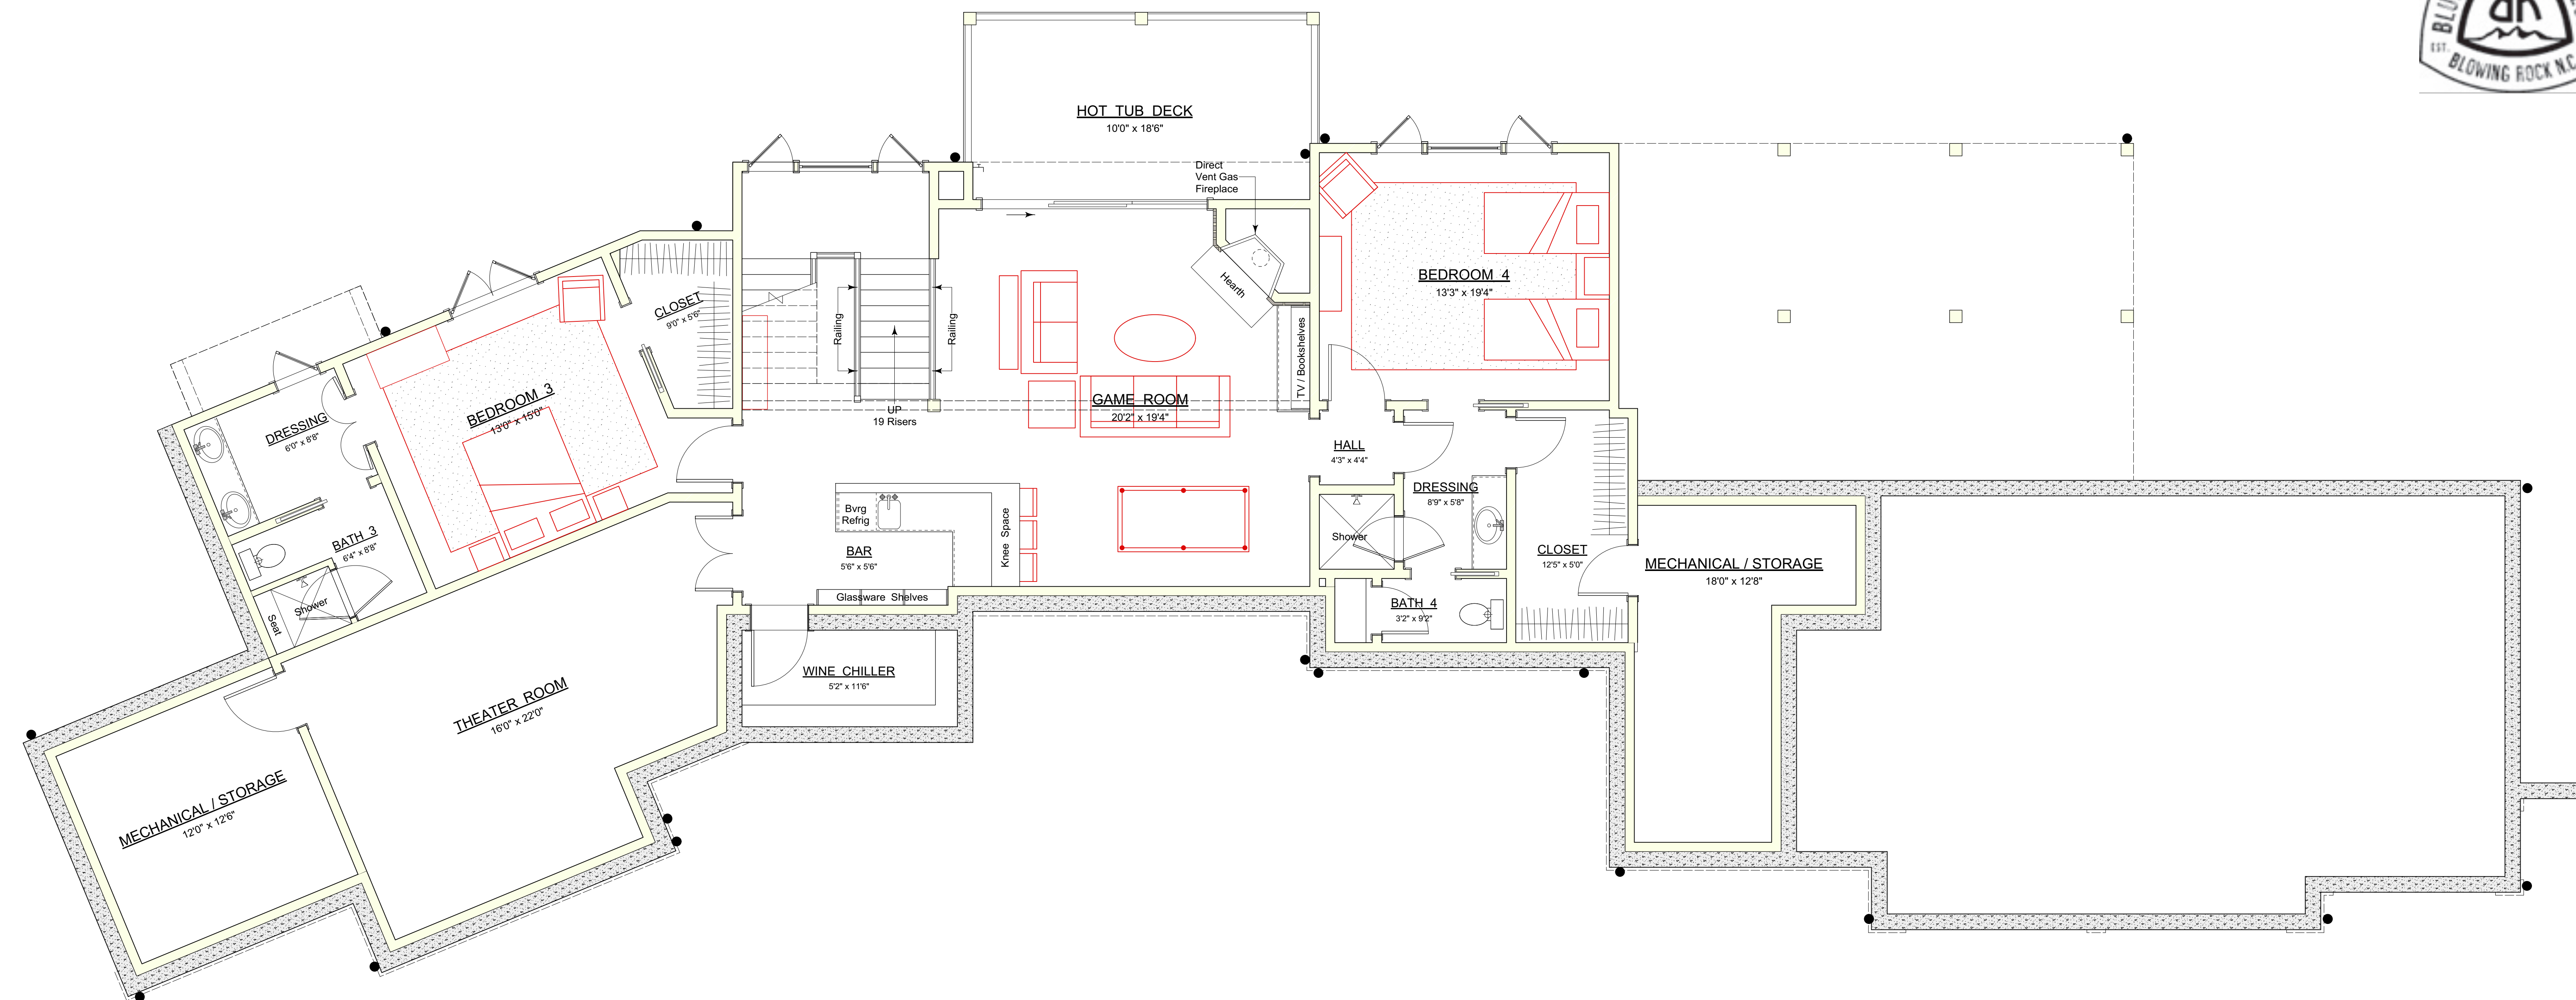 BLU
an
EST.
BLOWING ROCK N.C.
HOT TUB DECK
10'0" x 18'6"
Direct
Vent Gas
Fireplace
Hearth
TV / Bookshelves
BEDROOM 4
13'3" x 19'4"
CLOSET
9'0" x 5'6"
Railing
Railing
UP
19 Risers
GAME ROOM
20'2" x 19'4"
BEDROOM 3
13'0" x 15'0"
DRESSING
6'0" x 8'8"
BATH 3
6'4" x 8'8"
Shower
Seat
HALL
4'3" x 4'4"
DRESSING
8'9" x 5'8"
Bvrg
Refrig
BAR
5'6" x 5'6"
Knee Space
Glassware Shelves
Shower
CLOSET
12'5" x 5'0"
MECHANICAL / STORAGE
18'0" x 12'8"
BATH 4
3'2" x 9'2"
WINE CHILLER
5'2" x 11'6"
THEATER ROOM
16'0" x 22'0"
MECHANICAL / STORAGE
12'0" x 12'6"